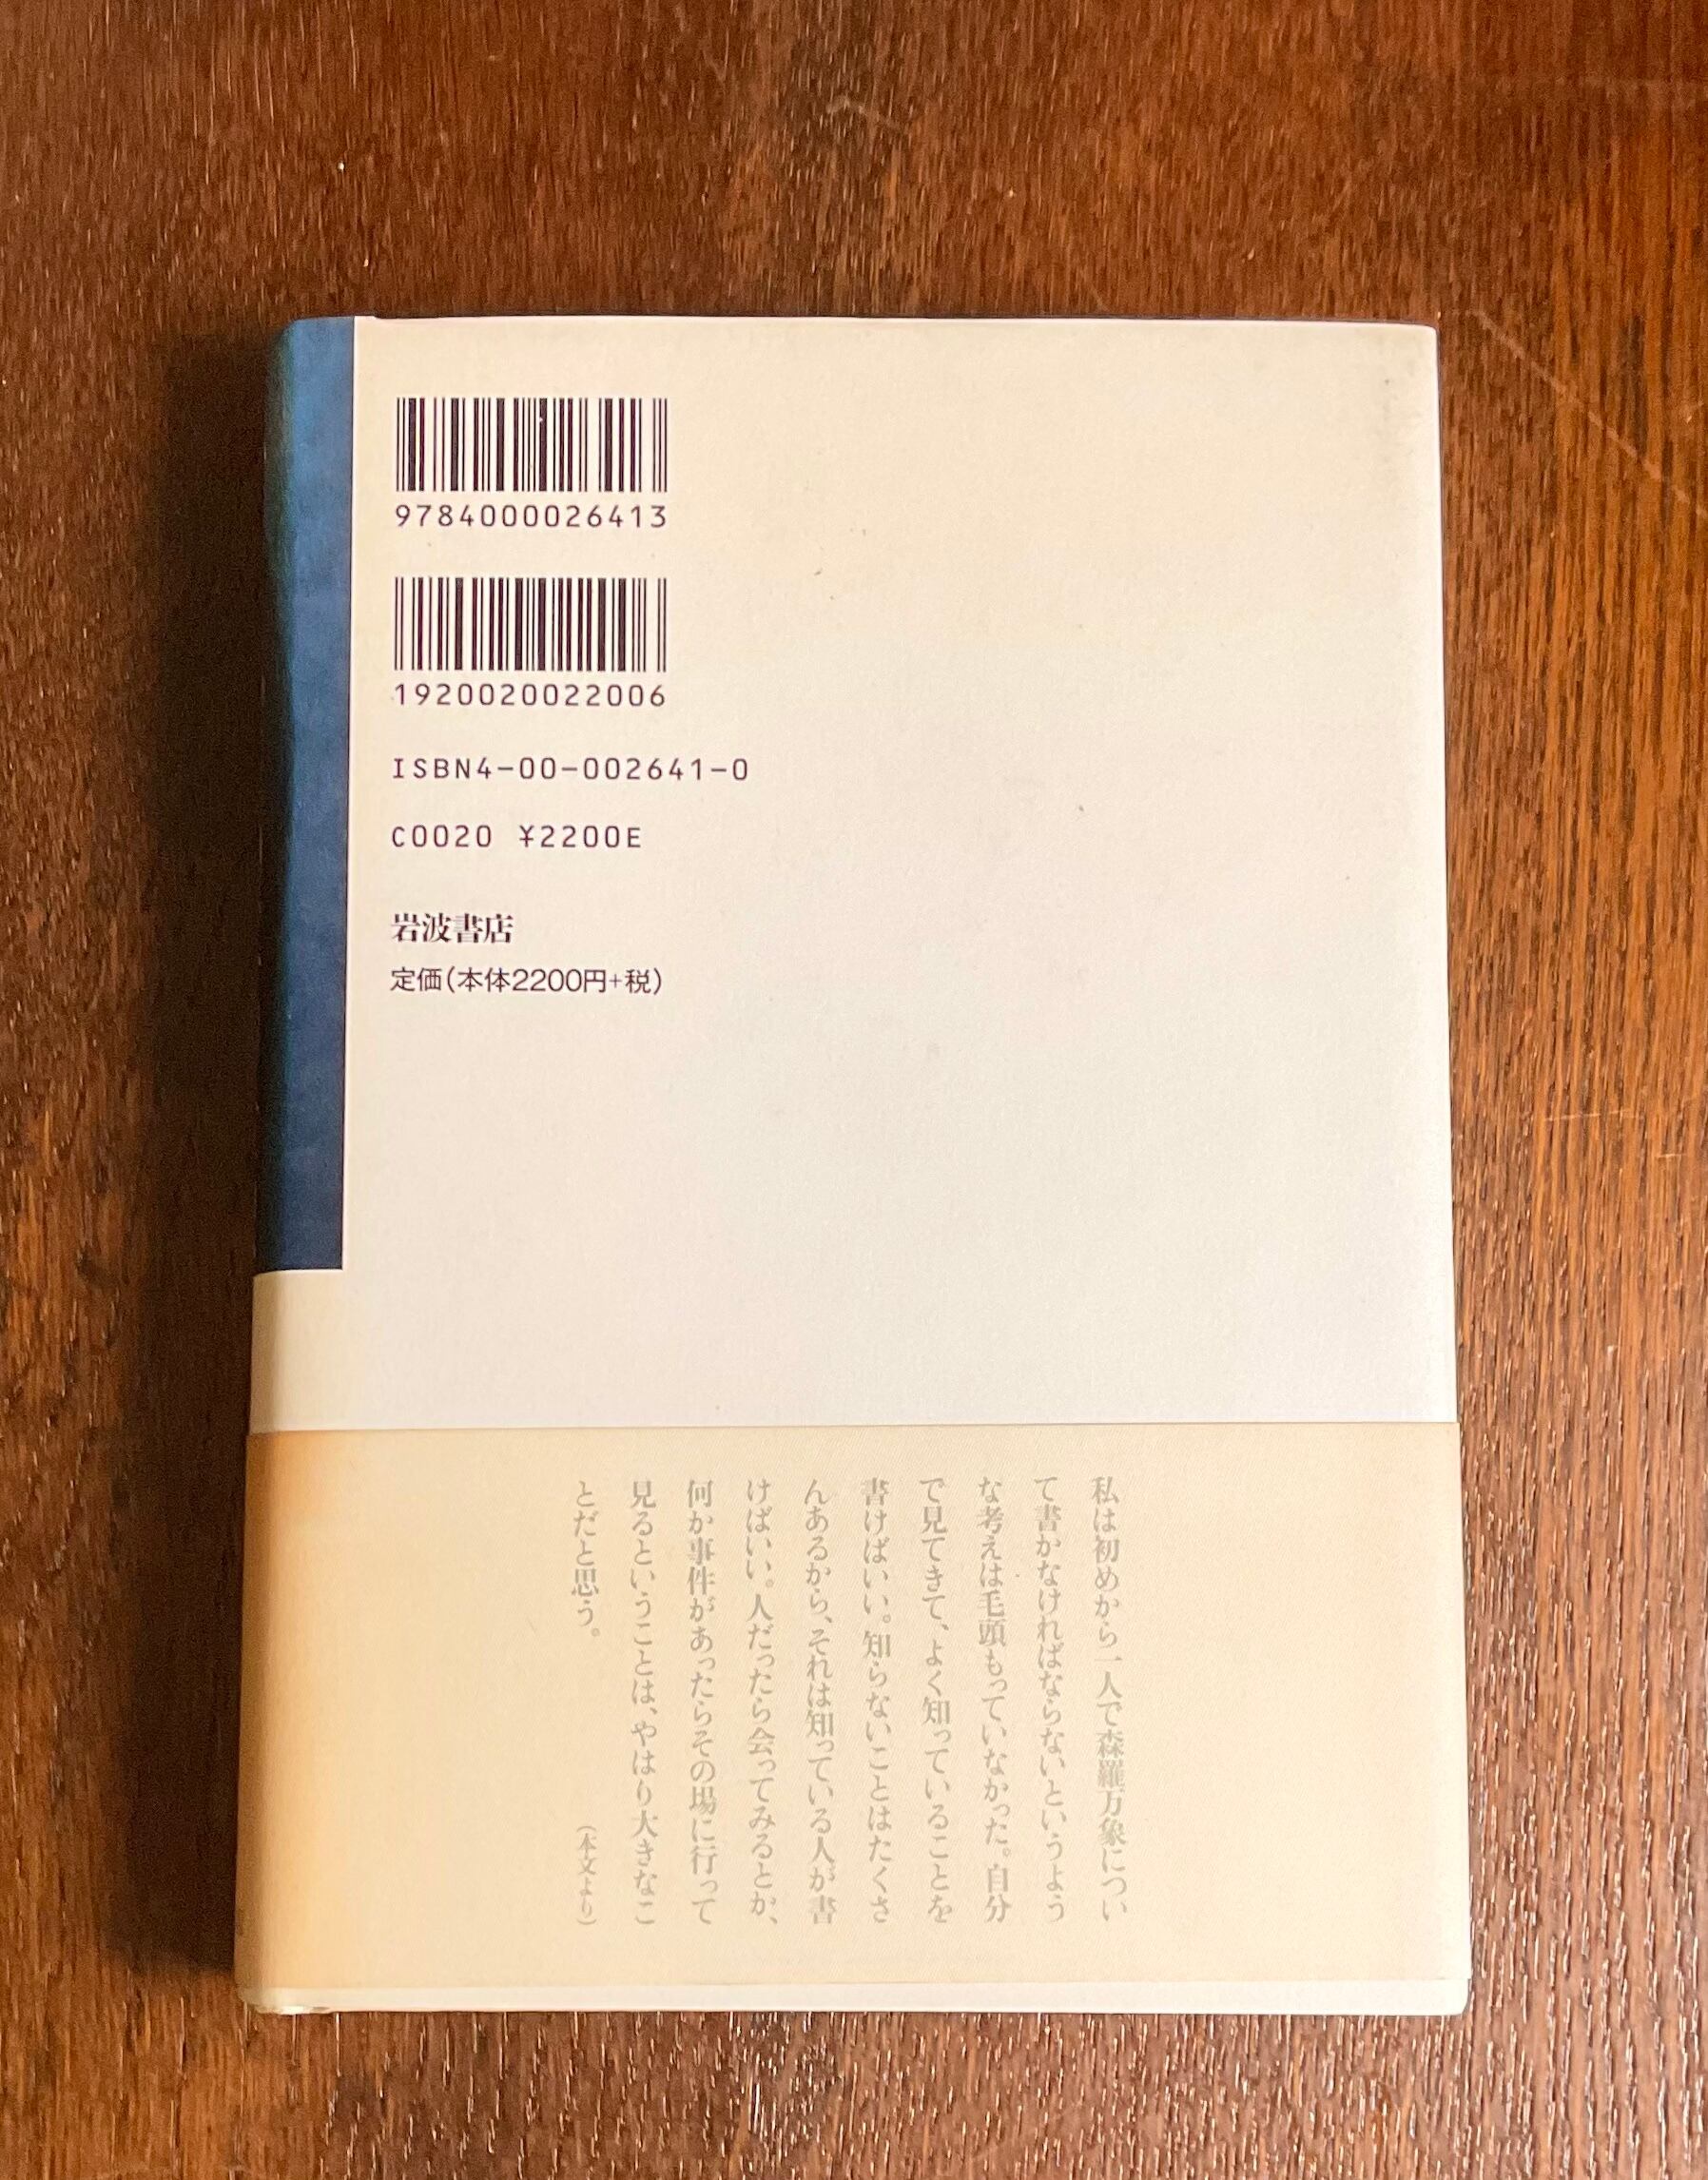 9784000026413
1920020022006
ISBN4-00-002641-0
C0020 ¥2200E
岩波書店
定価(本体2200円+税)
私は初めから一人で森羅万象につい
て書かなければならないというよう
な考えは毛頭もっていなかった。自分
で見てきて、よく知っていることを
書けばいい。知らないことはたくさ
んあるから、それは知っている人が書
けばいい。人だったら会ってみるとか、
何か事件があったらその場に行って
見るということは、やはり大きなこ
とだと思う。
(本文より)